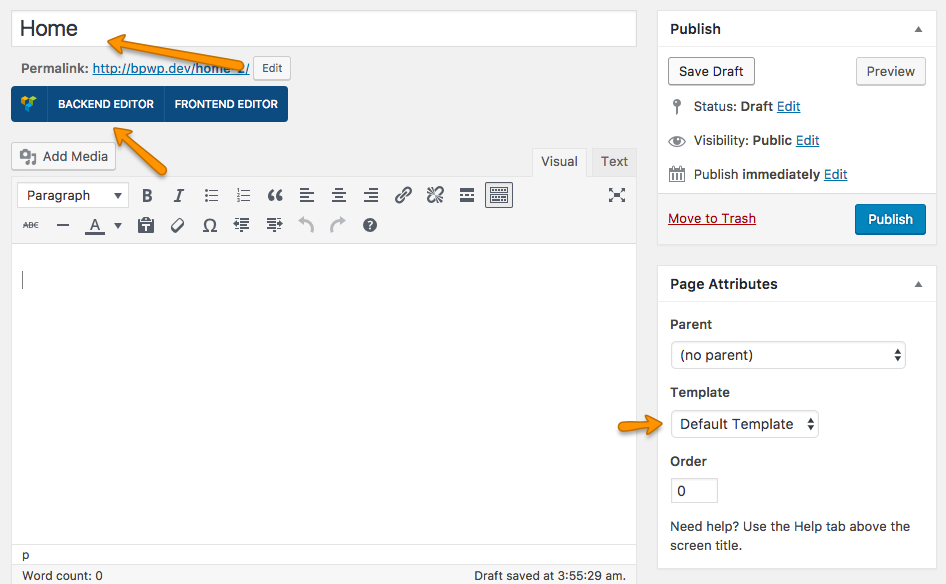 Home
Permalink: http://bpwp.dev/home-2/ Edit
BACKEND EDITOR FRONTEND EDITOR
Add Media
Visual Text
Paragraph B I
ABC A
p
Word count: 0 Draft saved at 3:55:29 am.
Publish
Save Draft Preview
Status: Draft Edit
Visibility: Public Edit
Publish immediately Edit
Move to Trash Publish
Page Attributes
Parent
(no parent)
Template
Default Template
Order
0
Need help? Use the Help tab above the
screen title.